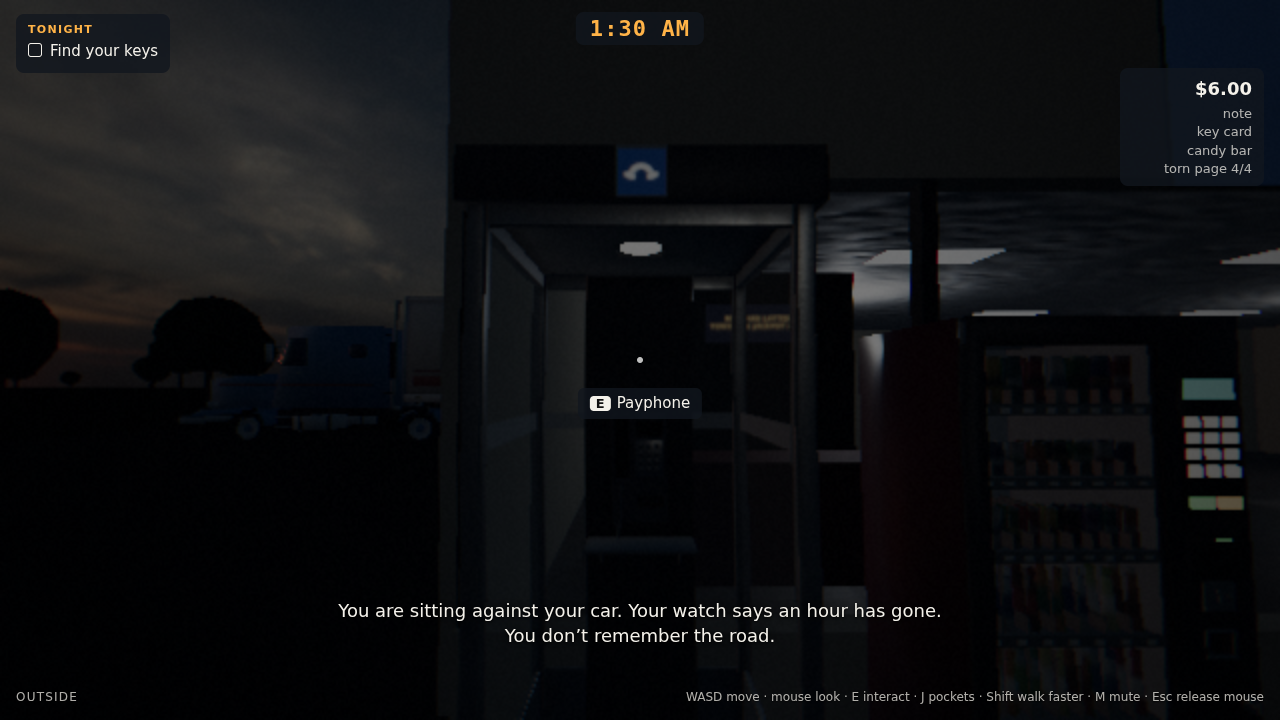 TONIGHT
Find your keys
1:30 AM
$6.00
note
key card
candy bar
torn page 4/4
E Payphone
You are sitting against your car. Your watch says an hour has gone.
You don’t remember the road.
OUTSIDE
WASD move · mouse look · E interact · J pockets · Shift walk faster · M mute · Esc release mouse